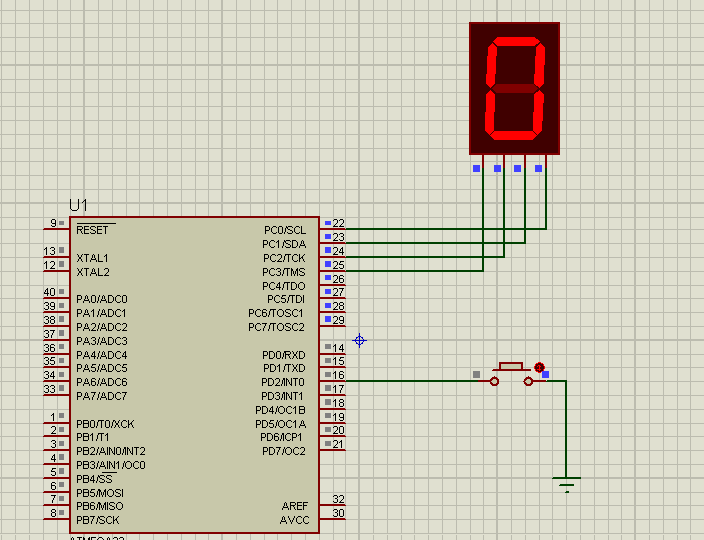 U1
9 RESET
13 XTAL1
12 XTAL2
40 PA0/ADC0
39 PA1/ADC1
38 PA2/ADC2
37 PA3/ADC3
36 PA4/ADC4
35 PA5/ADC5
34 PA6/ADC6
33 PA7/ADC7
1 PB0/T0/XCK
2 PB1/T1
3 PB2/AIN0/INT2
4 PB3/AIN1/OC0
5 PB4/SS
6 PB5/MOSI
7 PB6/MISO
8 PB7/SCK
PC0/SCL 22
PC1/SDA 23
PC2/TCK 24
PC3/TMS 25
PC4/TDO 26
PC5/TDI 27
PC6/TOSC1 28
PC7/TOSC2 29
PD0/RXD 14
PD1/TXD 15
PD2/INT0 16
PD3/INT1 17
PD4/OC1B 18
PD5/OC1A 19
PD6/ICP1 20
PD7/OC2 21
AREF 32
AVCC 30
0